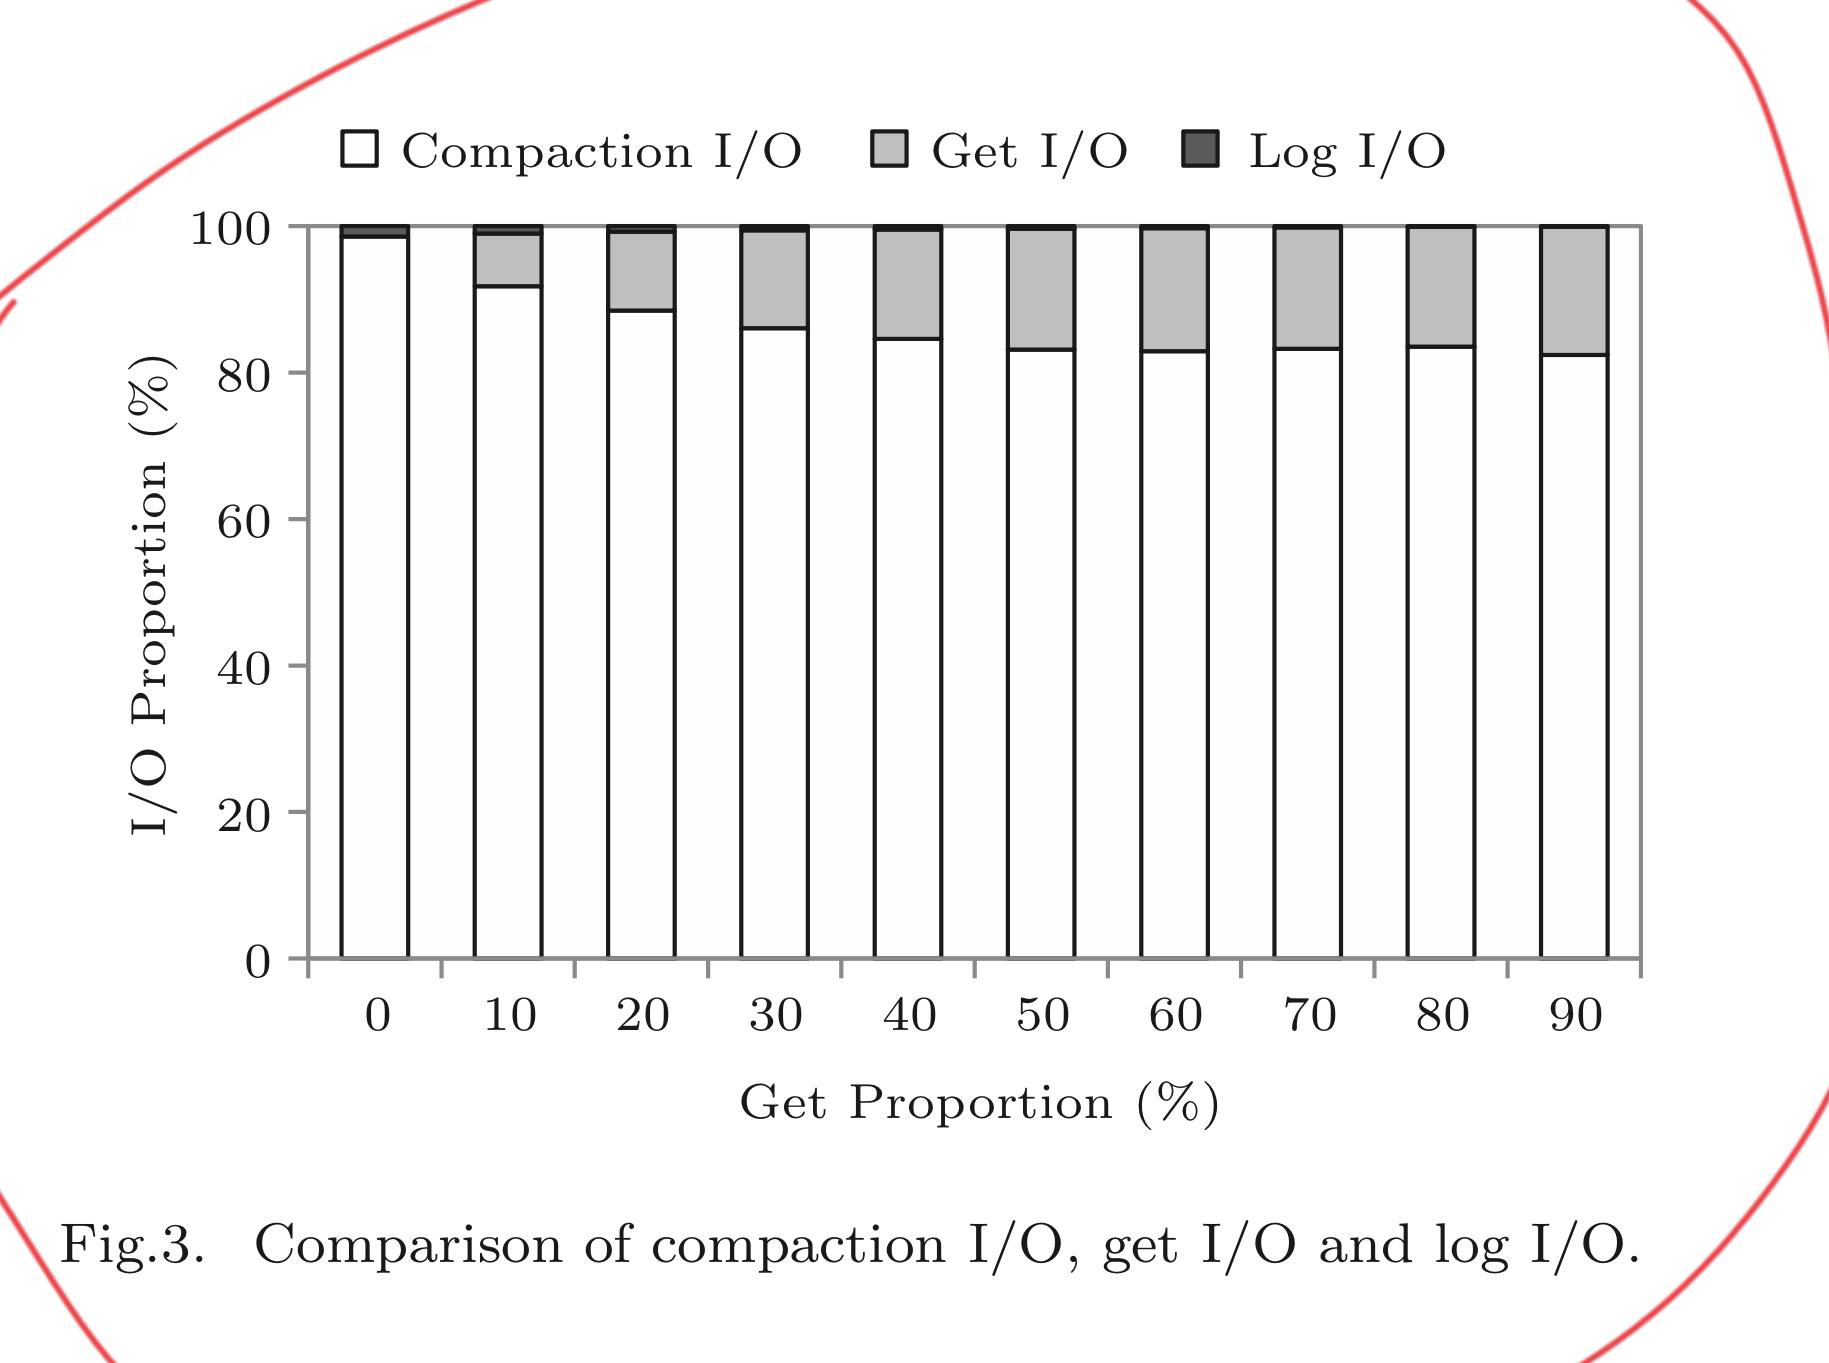 Compaction I/O Get I/O Log I/O
100
80
60
40
20
0
I/O Proportion (%)
0 10 20 30 40 50 60 70 80 90
Get Proportion (%)
Fig.3. Comparison of compaction I/O, get I/O and log I/O.